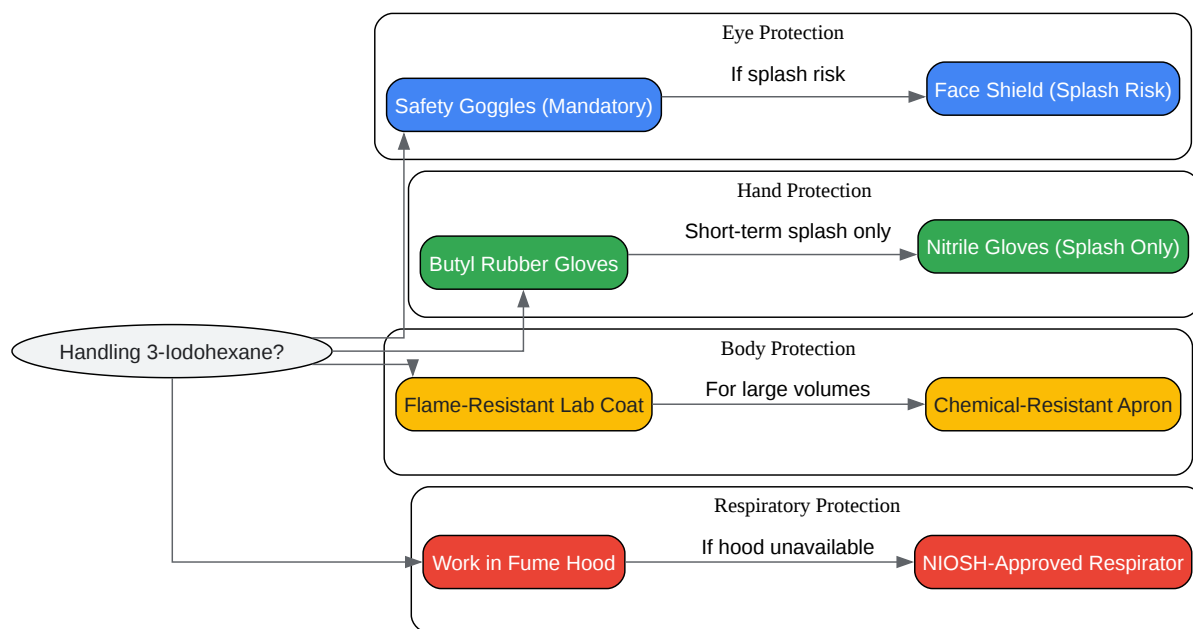 Eye Protection
Safety Goggles (Mandatory)
If splash risk
Face Shield (Splash Risk)
Hand Protection
Butyl Rubber Gloves
Short-term splash only
Nitrile Gloves (Splash Only)
Handling 3-Iodohexane?
Body Protection
Flame-Resistant Lab Coat
For large volumes
Chemical-Resistant Apron
Respiratory Protection
Work in Fume Hood
If hood unavailable
NIOSH-Approved Respirator